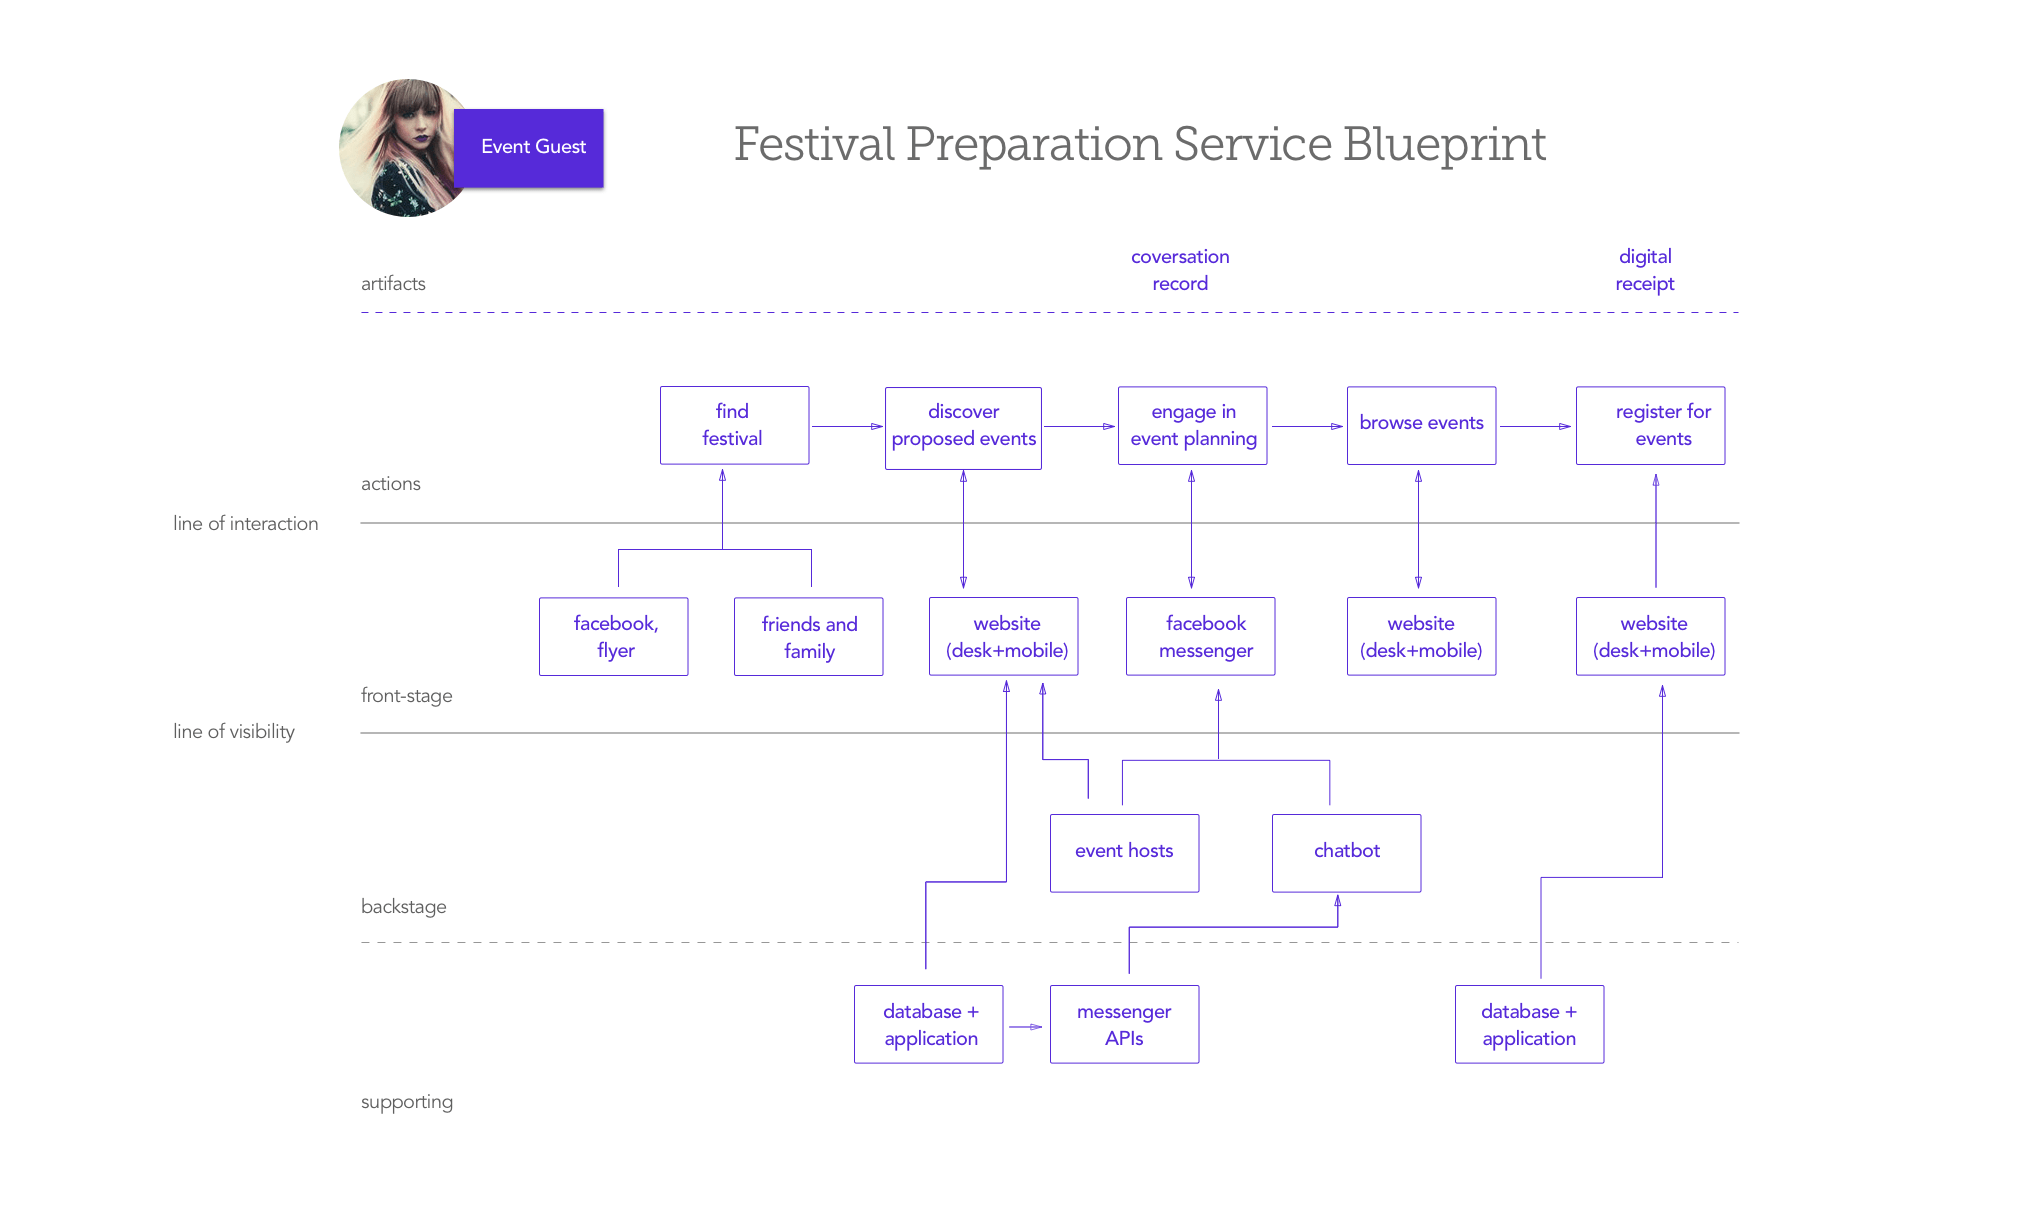 Event Guest
Festival Preparation Service Blueprint
artifacts
coversation
record
digital
receipt
find
festival
discover
proposed events
engage in
event planning
browse events
register for
events
actions
line of interaction
facebook,
flyer
friends and
family
website
(desk+mobile)
facebook
messenger
website
(desk+mobile)
website
(desk+mobile)
front-stage
line of visibility
event hosts
chatbot
backstage
database +
application
messenger
APIs
database +
application
supporting